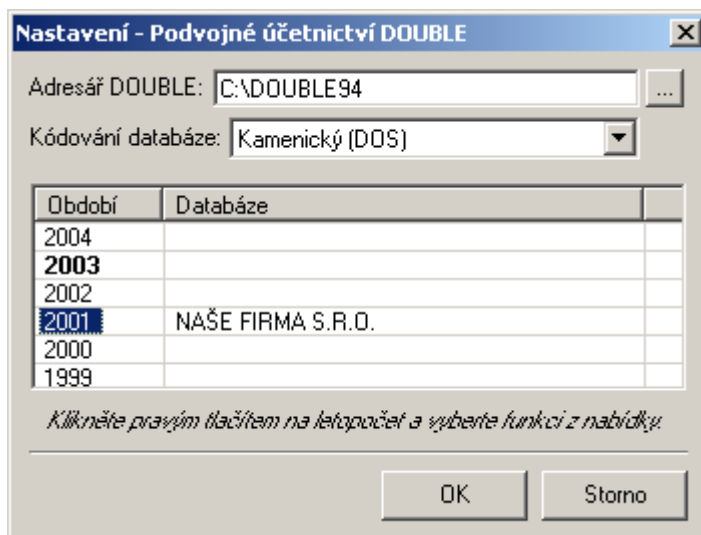 Nastavení - Podvojné účetnictví DOUBLE
Adresář DOUBLE: C:\DOUBLE94 ...
Kódování databáze: Kamenický (DOS)
Období Databáze
2004
2003
2002
2001 NAŠE FIRMA S.R.O.
2000
1999
Klikněte pravým tlačítem na letopočet a vyberte funkci z nabídky.
OK Storno